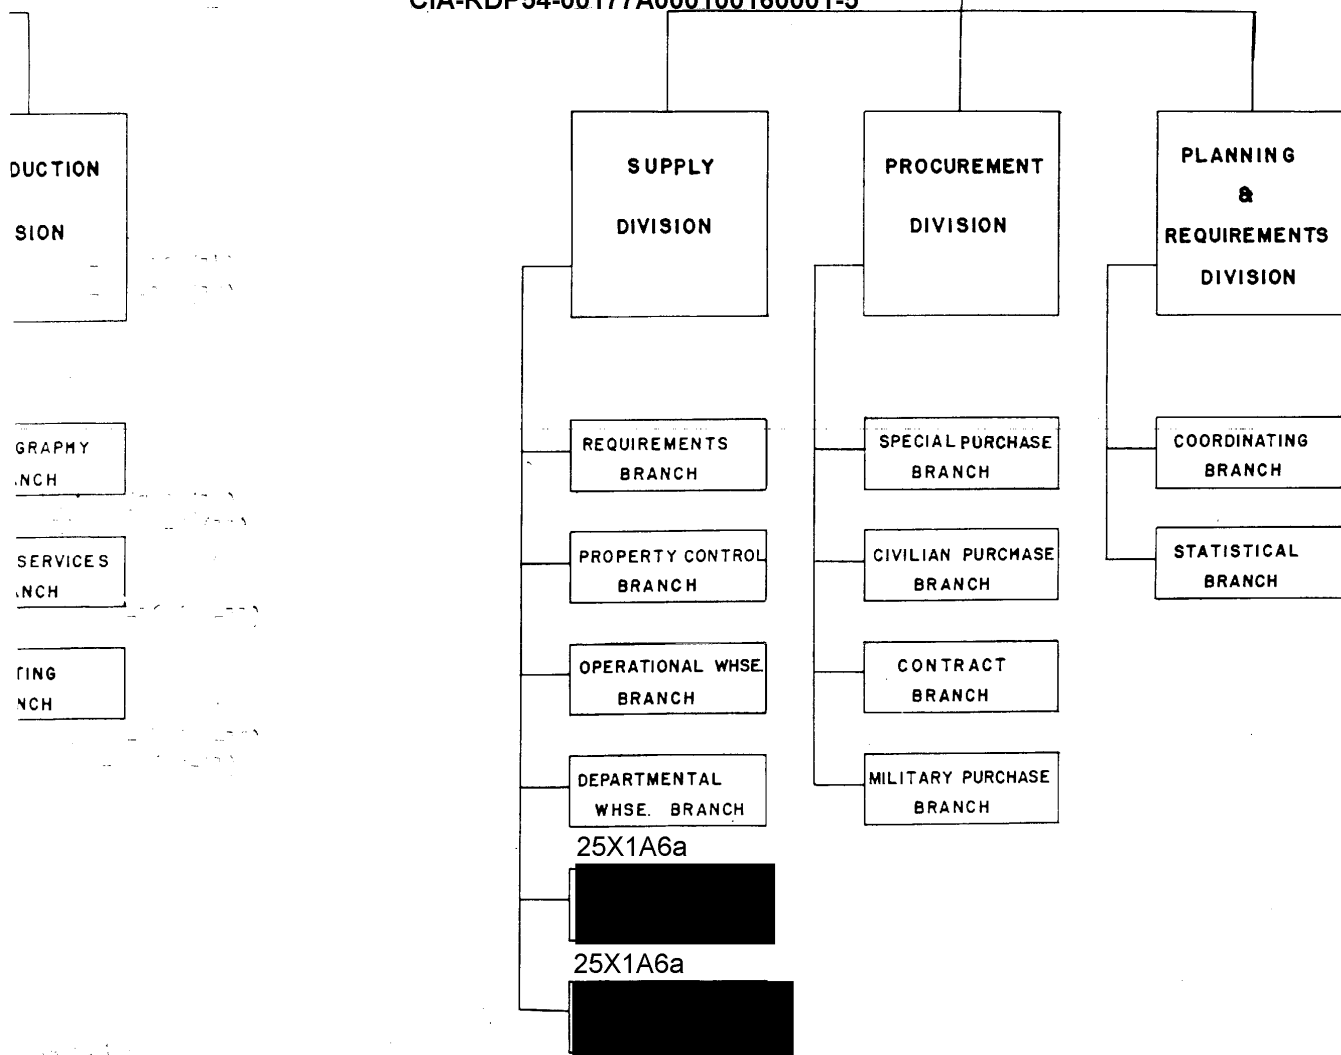 CIA-RDP54-00177A000100180001-5
DUCTION
SION
GRAPHY
NCH
SERVICES
NCH
TING
NCH
SUPPLY
DIVISION
REQUIREMENTS
BRANCH
PROPERTY CONTROL
BRANCH
OPERATIONAL WHSE.
BRANCH
DEPARTMENTAL
WHSE. BRANCH
25X1A6a
25X1A6a
PROCUREMENT
DIVISION
SPECIAL PURCHASE
BRANCH
CIVILIAN PURCHASE
BRANCH
CONTRACT
BRANCH
MILITARY PURCHASE
BRANCH
PLANNING
&
REQUIREMENTS
DIVISION
COORDINATING
BRANCH
STATISTICAL
BRANCH